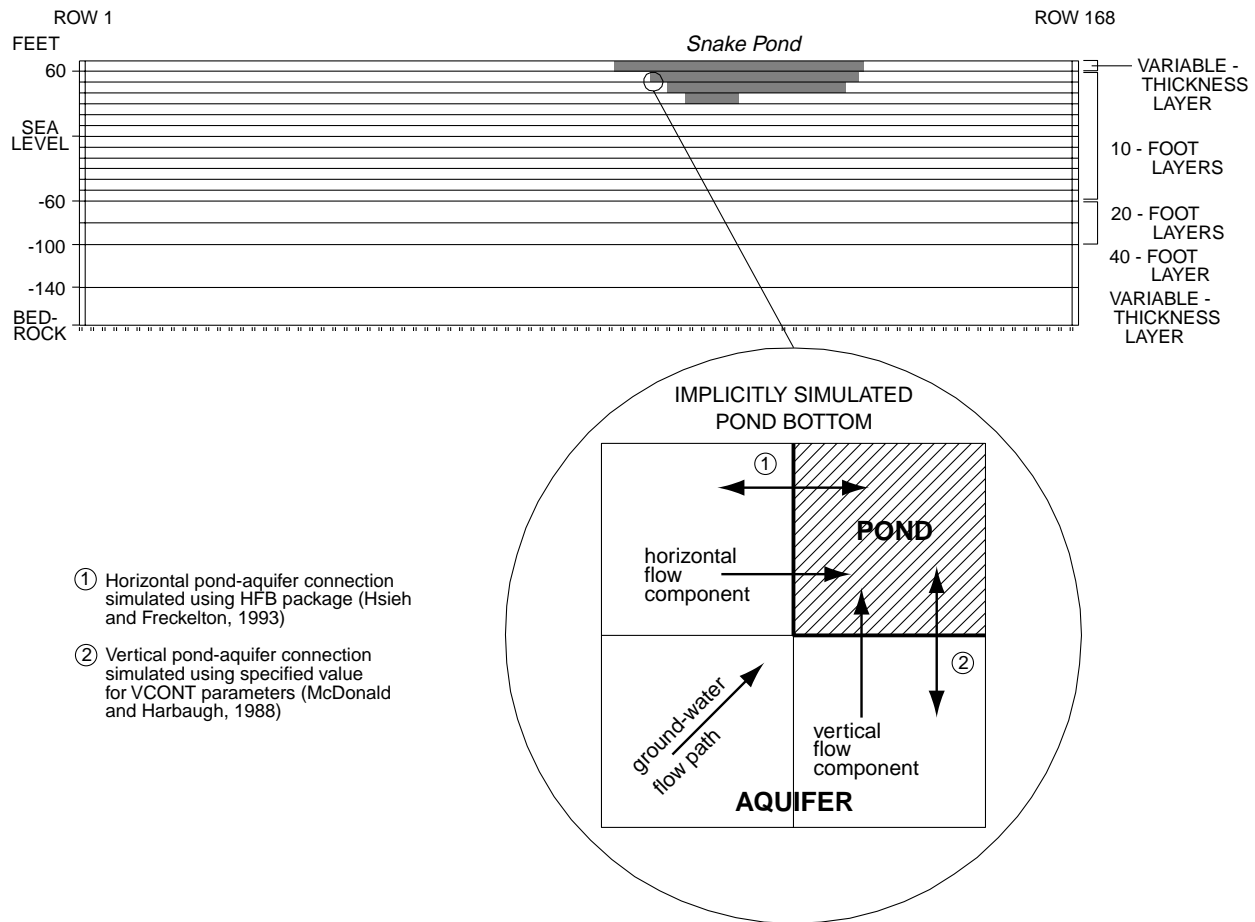 ROW 1
ROW 168
FEET
Snake Pond
60
SEA
LEVEL
-60
-100
-140
BED-
ROCK
VARIABLE -
THICKNESS
LAYER
10 - FOOT
LAYERS
20 - FOOT
LAYERS
40 - FOOT
LAYER
VARIABLE -
THICKNESS
LAYER
IMPLICITLY SIMULATED
POND BOTTOM
1
POND
horizontal
flow
component
2
ground-water
flow path
vertical
flow
component
AQUIFER
1 Horizontal pond-aquifer connection
simulated using HFB package (Hsieh
and Freckelton, 1993)
2 Vertical pond-aquifer connection
simulated using specified value
for VCONT parameters (McDonald
and Harbaugh, 1988)